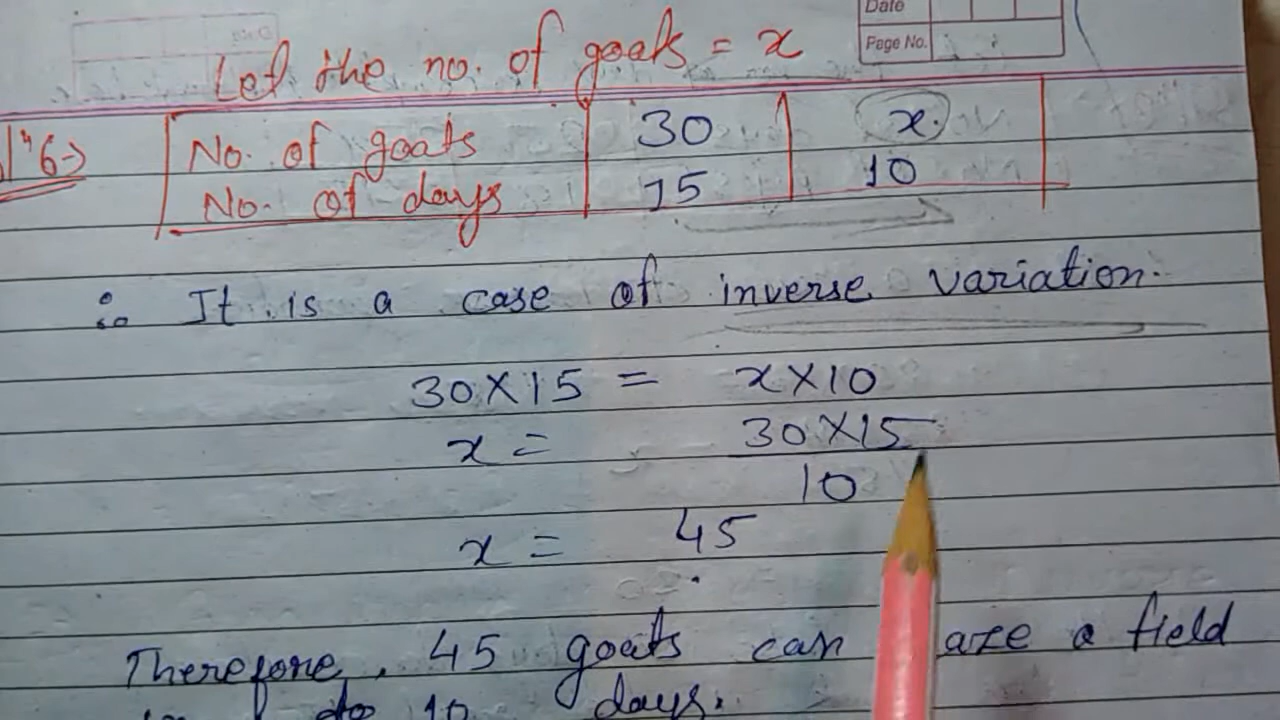 Date
Page No.
Let the no. of goats = x
6→
No. of goats 30 x.
No. of days 15 10
∴ It is a case of inverse variation.
30×15 = x×10
x = 30×15
10
x = 45
Therefore, 45 goats can aze a field
10 days.